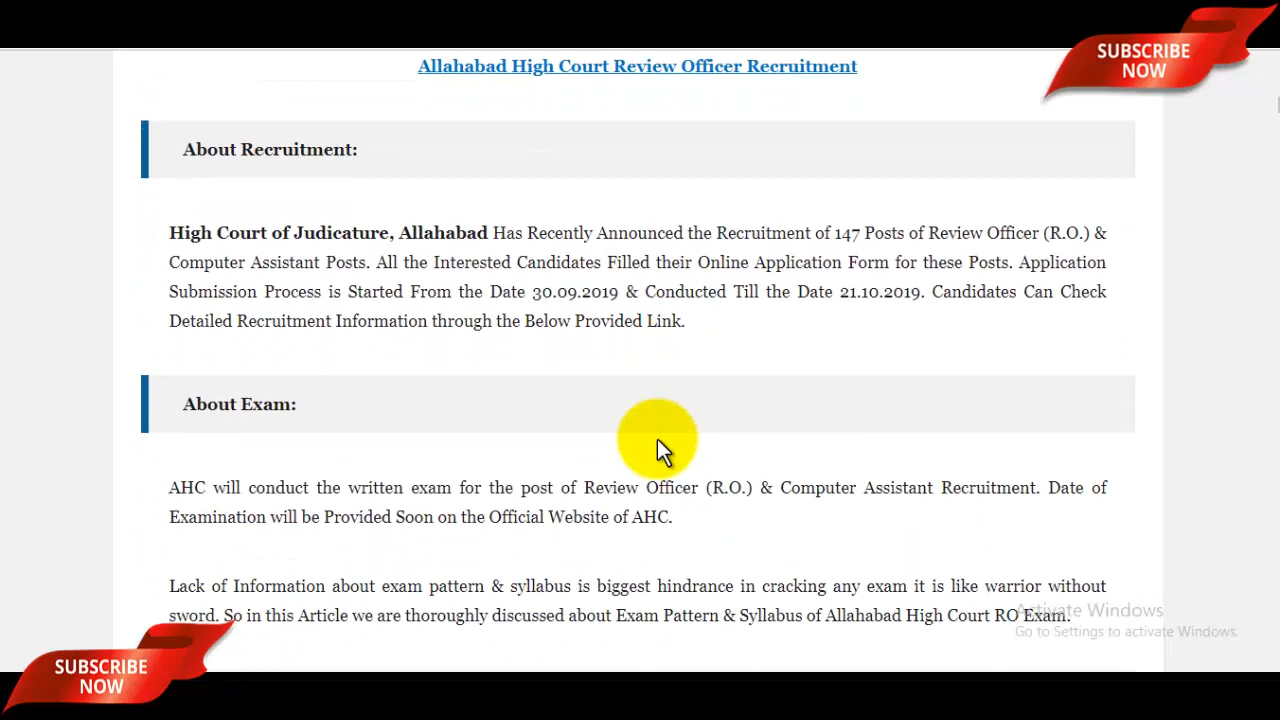 SUBSCRIBE
NOW
Allahabad High Court Review Officer Recruitment
About Recruitment:
High Court of Judicature, Allahabad Has Recently Announced the Recruitment of 147 Posts of Review Officer (R.O.) &
Computer Assistant Posts. All the Interested Candidates Filled their Online Application Form for these Posts. Application
Submission Process is Started From the Date 30.09.2019 & Conducted Till the Date 21.10.2019. Candidates Can Check
Detailed Recruitment Information through the Below Provided Link.
About Exam:
AHC will conduct the written exam for the post of Review Officer (R.O.) & Computer Assistant Recruitment. Date of
Examination will be Provided Soon on the Official Website of AHC.
Lack of Information about exam pattern & syllabus is biggest hindrance in cracking any exam it is like warrior without
sword. So in this Article we are thoroughly discussed about Exam Pattern & Syllabus of Allahabad High Court RO Exam.
Activate Windows
Go to Settings to activate Windows.
SUBSCRIBE
NOW